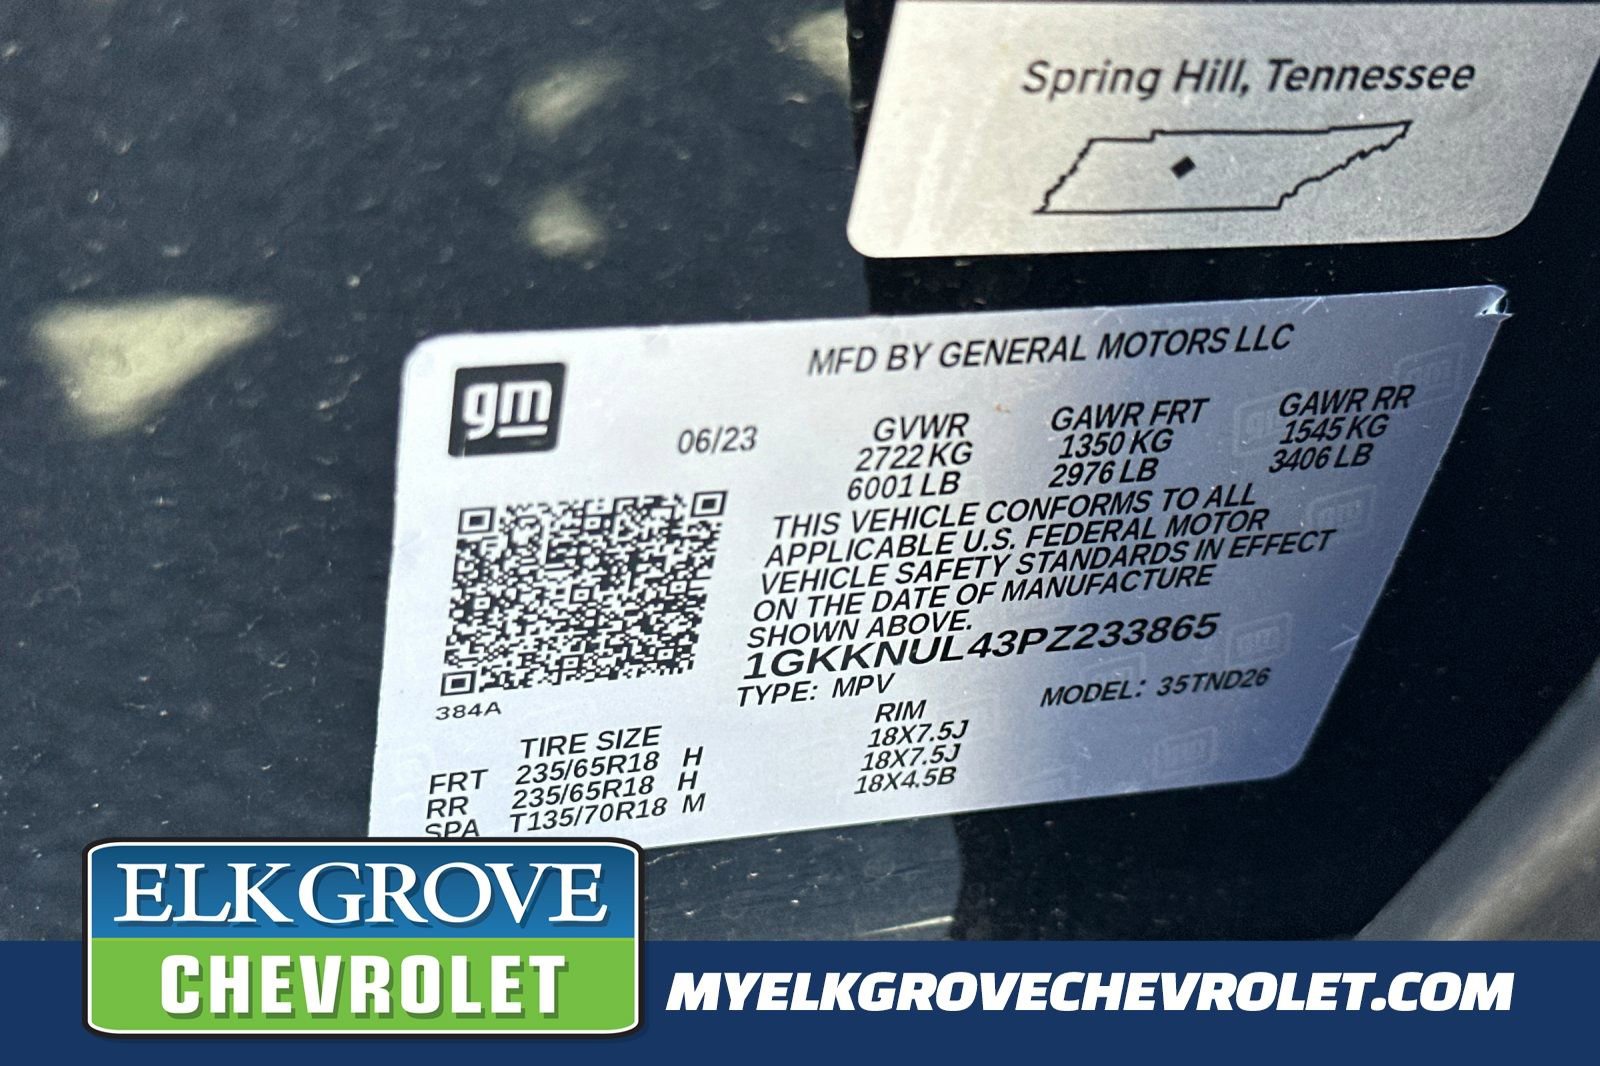 Spring Hill, Tennessee
MFD BY GENERAL MOTORS LLC
gm
06/23
GVWR GAWR FRT GAWR RR
2722 KG 1350 KG 1545 KG
6001 LB 2976 LB 3406 LB
THIS VEHICLE CONFORMS TO ALL
APPLICABLE U.S. FEDERAL MOTOR
VEHICLE SAFETY STANDARDS IN EFFECT
ON THE DATE OF MANUFACTURE
SHOWN ABOVE.
1GKKNUL43PZ233865
TYPE: MPV MODEL: 35TND26
384A
TIRE SIZE RIM
FRT 235/65R18 H 18X7.5J
RR 235/65R18 H 18X7.5J
SPA T135/70R18 M 18X4.5B
ELK GROVE
CHEVROLET
MYELKGROVECHEVROLET.COM